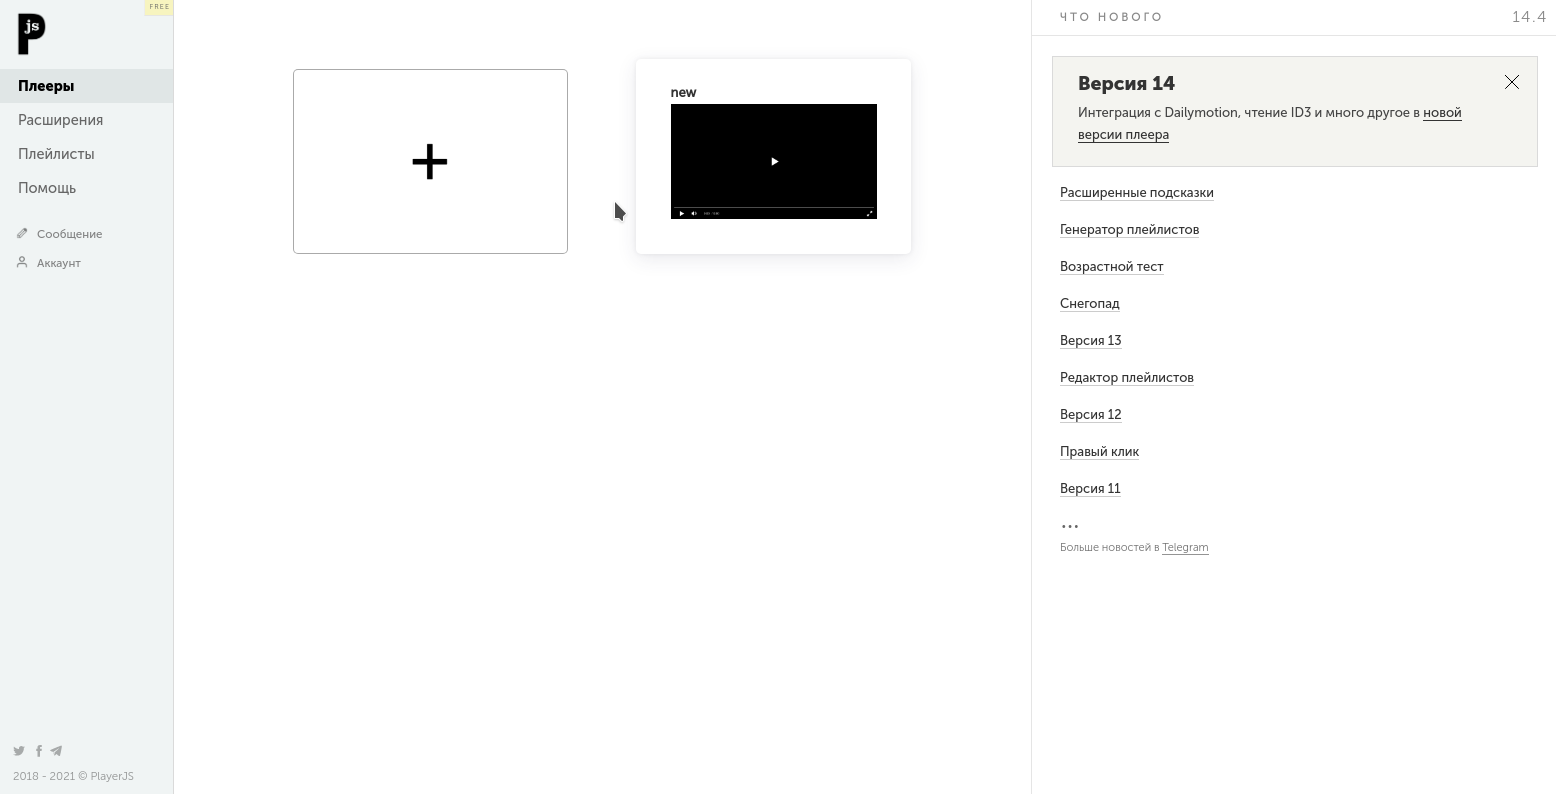 FREE
js
P
Плееры
Расширения
Плейлисты
Помощь
Сообщение
Аккаунт
2018 - 2021 © PlayerJS
new
ЧТО НОВОГО
14.4
Версия 14
Интеграция с Dailymotion, чтение ID3 и много другое в новой
версии плеера
Расширенные подсказки
Генератор плейлистов
Возрастной тест
Снегопад
Версия 13
Редактор плейлистов
Версия 12
Правый клик
Версия 11
...
Больше новостей в Telegram